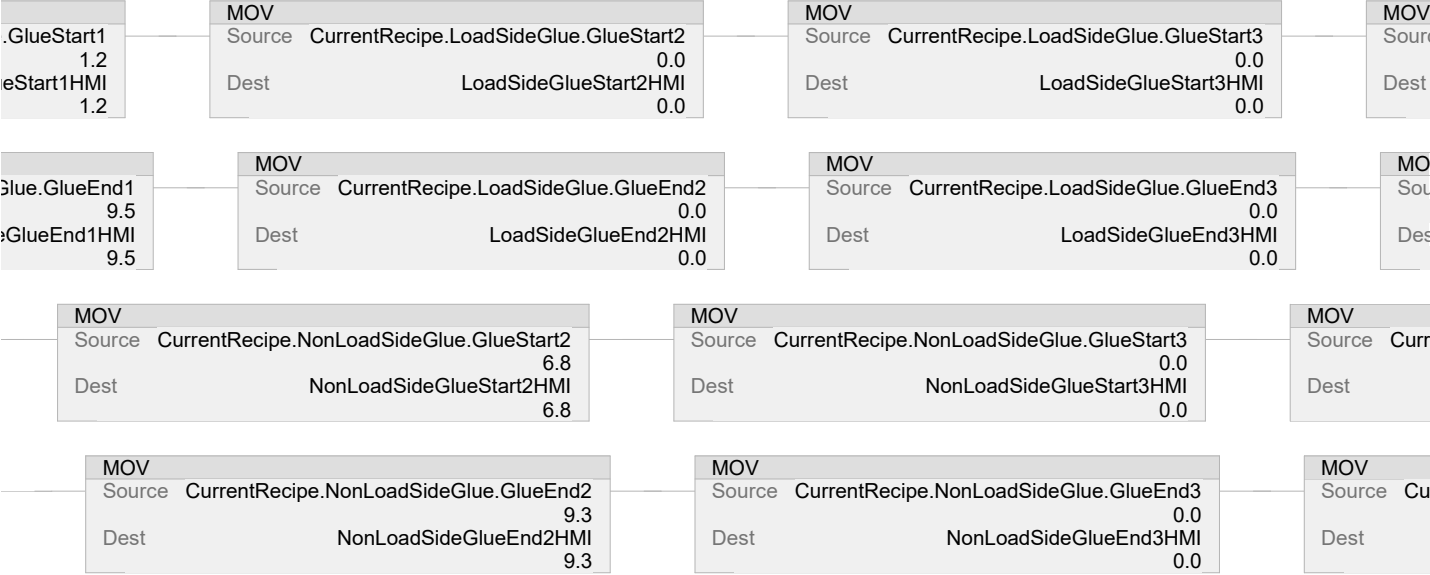 MOV MOV MOV
.GlueStart1 Source CurrentRecipe.LoadSideGlue.GlueStart2 Source CurrentRecipe.LoadSideGlue.GlueStart3
1.2 0.0 0.0
eStart1HMI Dest LoadSideGlueStart2HMI Dest LoadSideGlueStart3HMI Dest
1.2 0.0 0.0
MOV MOV
Glue.GlueEnd1 Source CurrentRecipe.LoadSideGlue.GlueEnd2 Source CurrentRecipe.LoadSideGlue.GlueEnd3
9.5 0.0 0.0
eGlueEnd1HMI Dest LoadSideGlueEnd2HMI Dest LoadSideGlueEnd3HMI
9.5 0.0 0.0
MOV MOV MOV
Source CurrentRecipe.NonLoadSideGlue.GlueStart2 Source CurrentRecipe.NonLoadSideGlue.GlueStart3 Source
6.8 0.0
Dest NonLoadSideGlueStart2HMI Dest NonLoadSideGlueStart3HMI Dest
6.8 0.0
MOV MOV MOV
Source CurrentRecipe.NonLoadSideGlue.GlueEnd2 Source CurrentRecipe.NonLoadSideGlue.GlueEnd3 Source
9.3 0.0
Dest NonLoadSideGlueEnd2HMI Dest NonLoadSideGlueEnd3HMI Dest
9.3 0.0